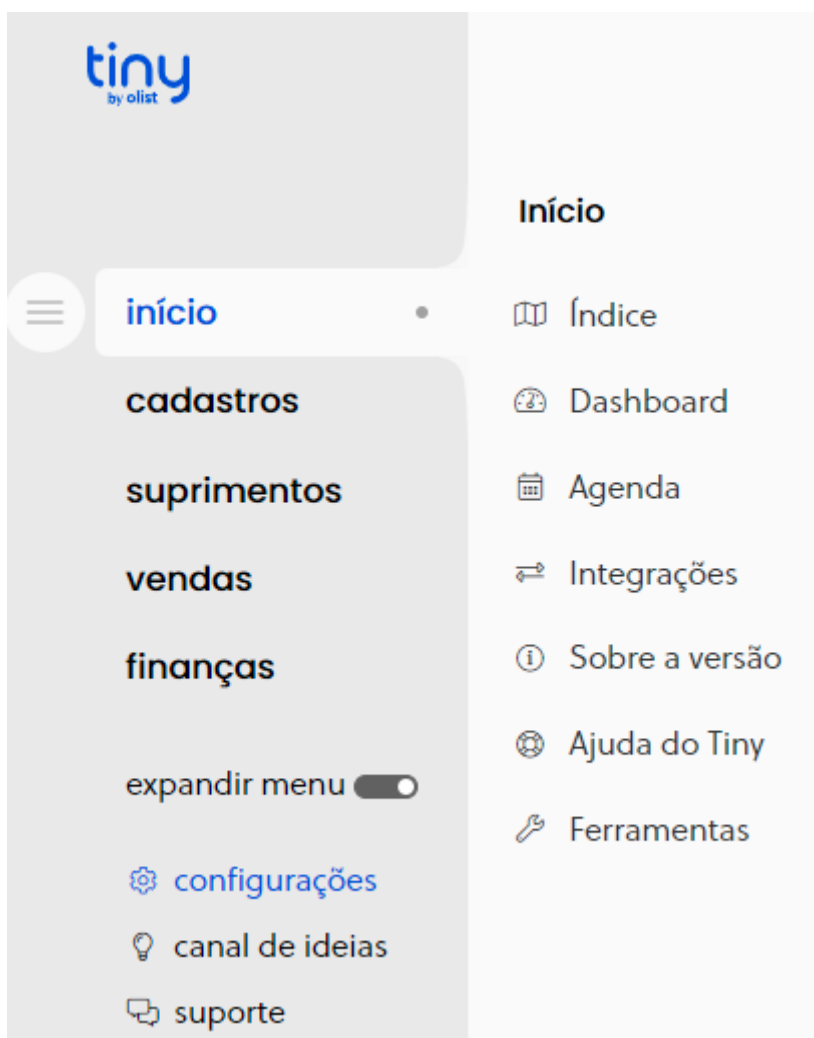 tiny
by olist
início
cadastros
suprimentos
vendas
finanças
expandir menu
configurações
canal de ideias
suporte
Início
Índice
Dashboard
Agenda
Integrações
Sobre a versão
Ajuda do Tiny
Ferramentas